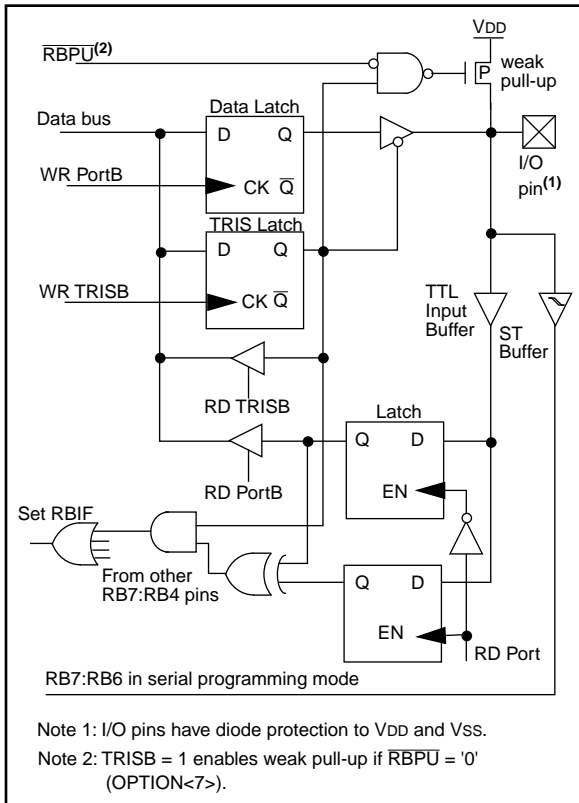 VDD
RBPU(2)
weak
pull-up
P
Data Latch
Data bus
D Q
I/O
pin(1)
WR PortB
CK Q
TRIS Latch
D Q
WR TRISB
CK Q
TTL
Input
Buffer
ST
Buffer
RD TRISB
Latch
Q D
RD PortB
EN
Set RBIF
From other
RB7:RB4 pins
Q D
EN
RD Port
RB7:RB6 in serial programming mode
Note 1: I/O pins have diode protection to VDD and VSS.
Note 2: TRISB = 1 enables weak pull-up if RBPU = '0'
(OPTION<7>).